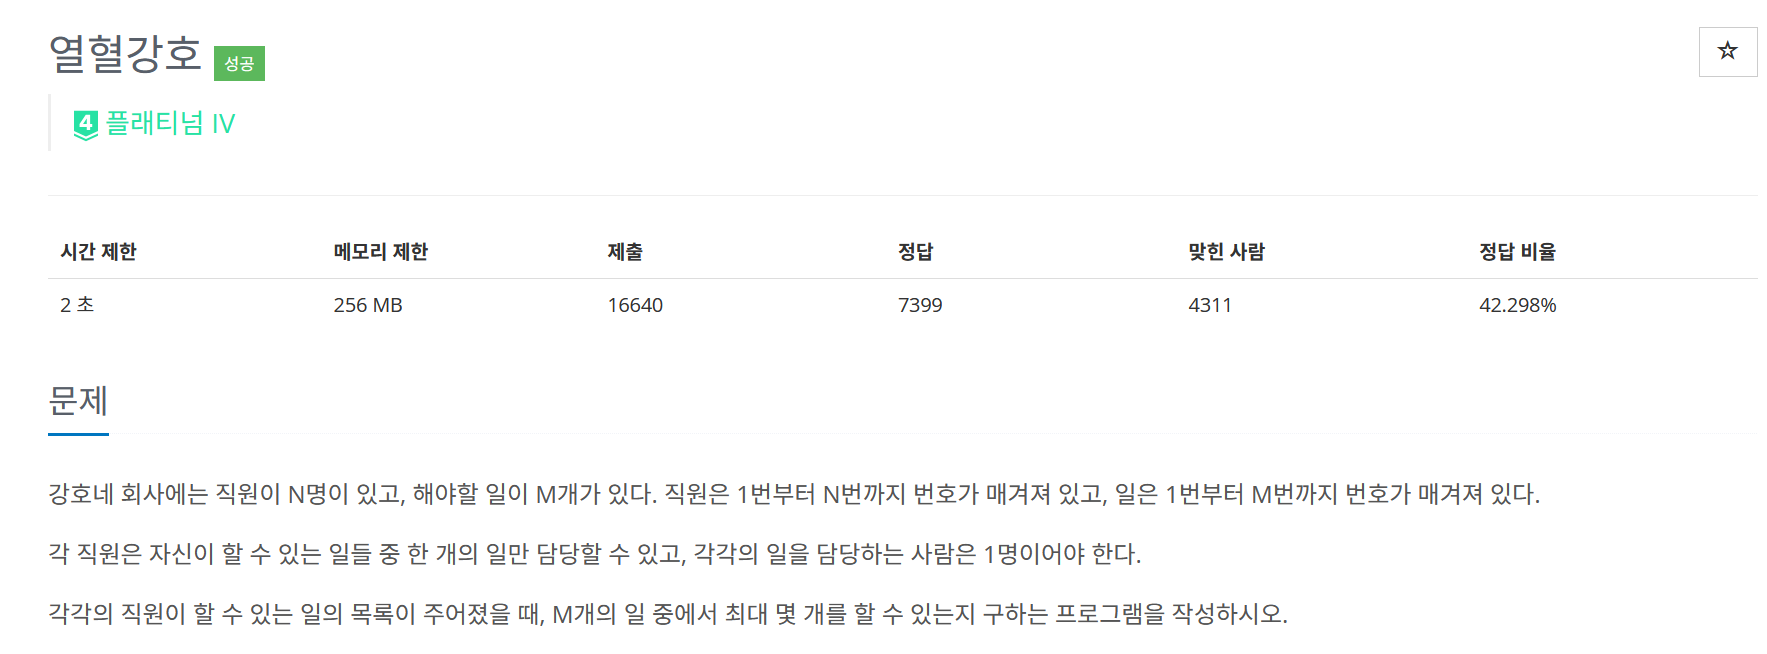 열혈강호 성공
☆
4 플래티넘 IV
시간 제한 메모리 제한 제출 정답 맞힌 사람 정답 비율
2 초 256 MB 16640 7399 4311 42.298%
문제
강호네 회사에는 직원이 N명이 있고, 해야할 일이 M개가 있다. 직원은 1번부터 N번까지 번호가 매겨져 있고, 일은 1번부터 M번까지 번호가 매겨져 있다.
각 직원은 자신이 할 수 있는 일들 중 한 개의 일만 담당할 수 있고, 각각의 일을 담당하는 사람은 1명이어야 한다.
각각의 직원이 할 수 있는 일의 목록이 주어졌을 때, M개의 일 중에서 최대 몇 개를 할 수 있는지 구하는 프로그램을 작성하시오.